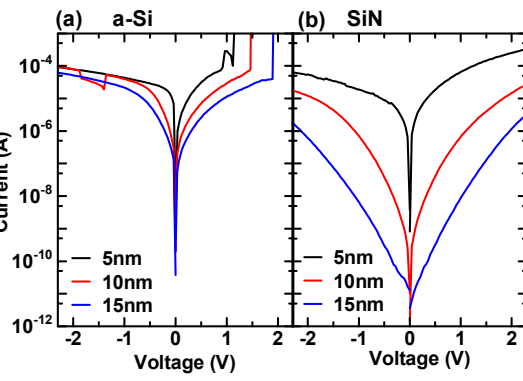 (a) a-Si
(b) SiN
Current (A)
10⁻⁴
10⁻⁶
10⁻⁸
10⁻¹⁰
10⁻¹²
5nm
10nm
15nm
5nm
10nm
15nm
-2 -1 0 1 2
-2 -1 0 1 2
Voltage (V)
Voltage (V)